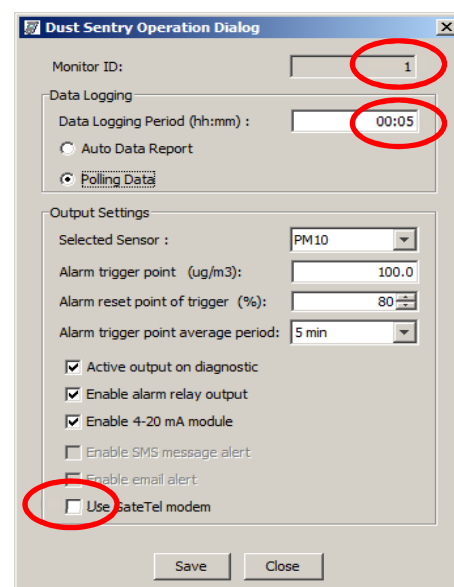 Dust Sentry Operation Dialog
Monitor ID: 1
Data Logging
Data Logging Period (hh:mm) : 00:05
Auto Data Report
Polling Data
Output Settings
Selected Sensor : PM10
Alarm trigger point (ug/m3): 100.0
Alarm reset point of trigger (%): 80
Alarm trigger point average period: 5 min
Active output on diagnostic
Enable alarm relay output
Enable 4-20 mA module
Enable SMS message alert
Enable email alert
Use GateTel modem
Save Close